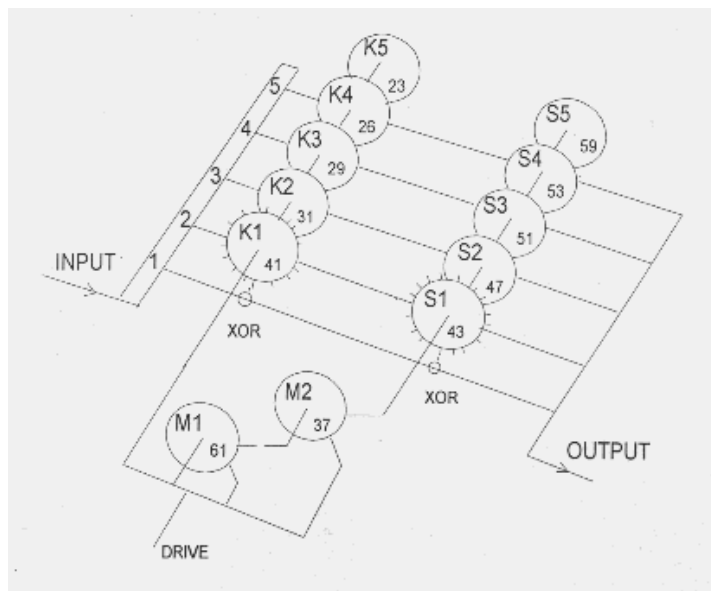 K5
23
K4
26
S5
59
5
K3
29
S4
53
4
K2
31
S3
51
3
K1
41
S2
47
2
INPUT
1
S1
43
XOR
XOR
M2
37
M1
61
OUTPUT
DRIVE